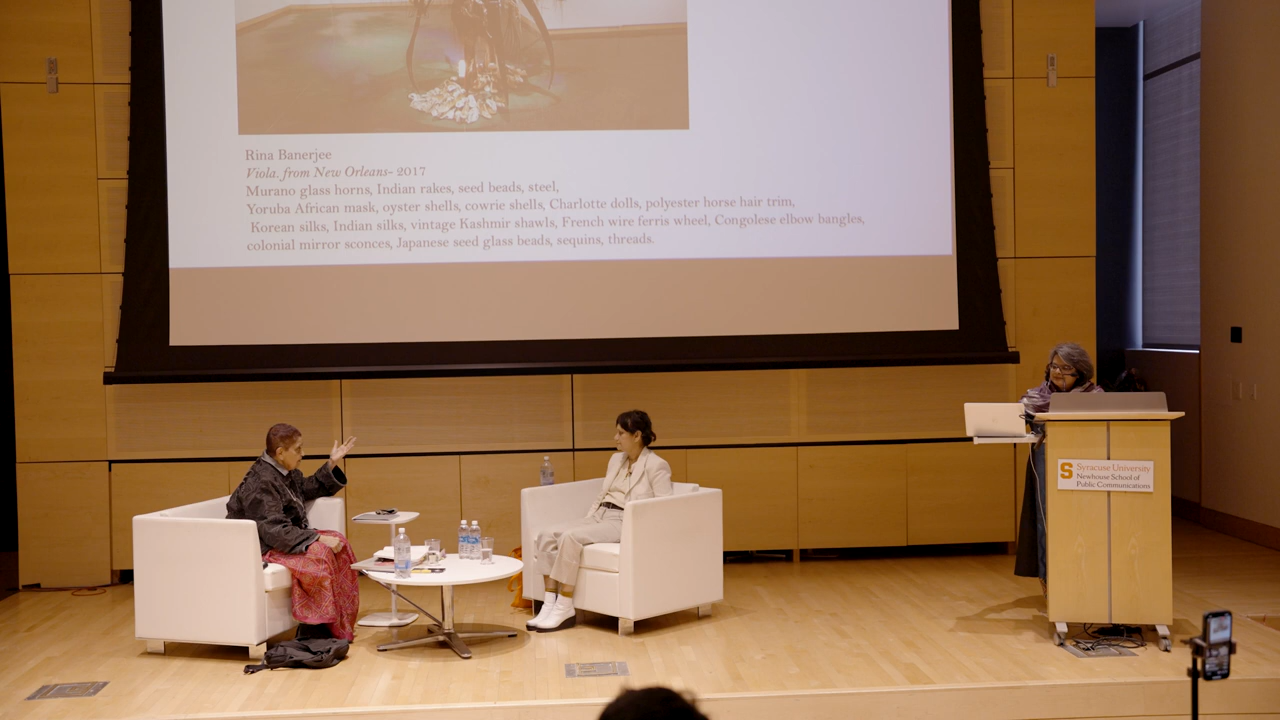 Rina Banerjee
Viola. from New Orleans- 2017
Murano glass horns, Indian rakes, seed beads, steel,
Yoruba African mask, oyster shells, cowrie shells, Charlotte dolls, polyester horse hair trim,
Korean silks, Indian silks, vintage Kashmir shawls, French wire ferris wheel, Congolese elbow bangles,
colonial mirror sconces, Japanese seed glass beads, sequins, threads.
S Syracuse University
Newhouse School of
Public Communications